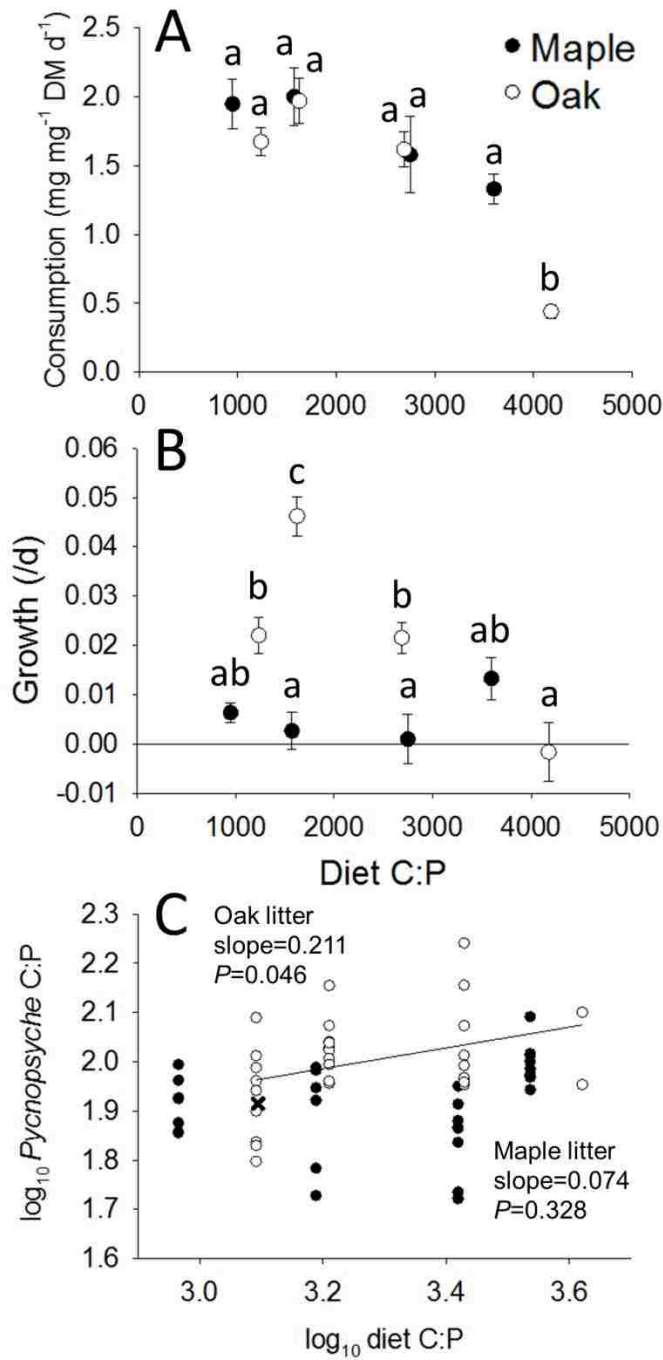 A
Maple
Oak
Consumption (mg mg⁻¹ DM d⁻¹)
2.5
2.0
1.5
1.0
0.5
0.0
a
a
a
a
a
a
a
b
0
1000
2000
3000
4000
5000
B
Growth (/d)
0.06
0.05
0.04
0.03
0.02
0.01
0.00
-0.01
c
b
b
ab
ab
a
a
a
0
1000
2000
3000
4000
5000
Diet C:P
C
Oak litter
slope=0.211
P=0.046
log₁₀ Pycnopsyche C:P
2.3
2.2
2.1
2.0
1.9
1.8
1.7
1.6
Maple litter
slope=0.074
P=0.328
3.0
3.2
3.4
3.6
log₁₀ diet C:P